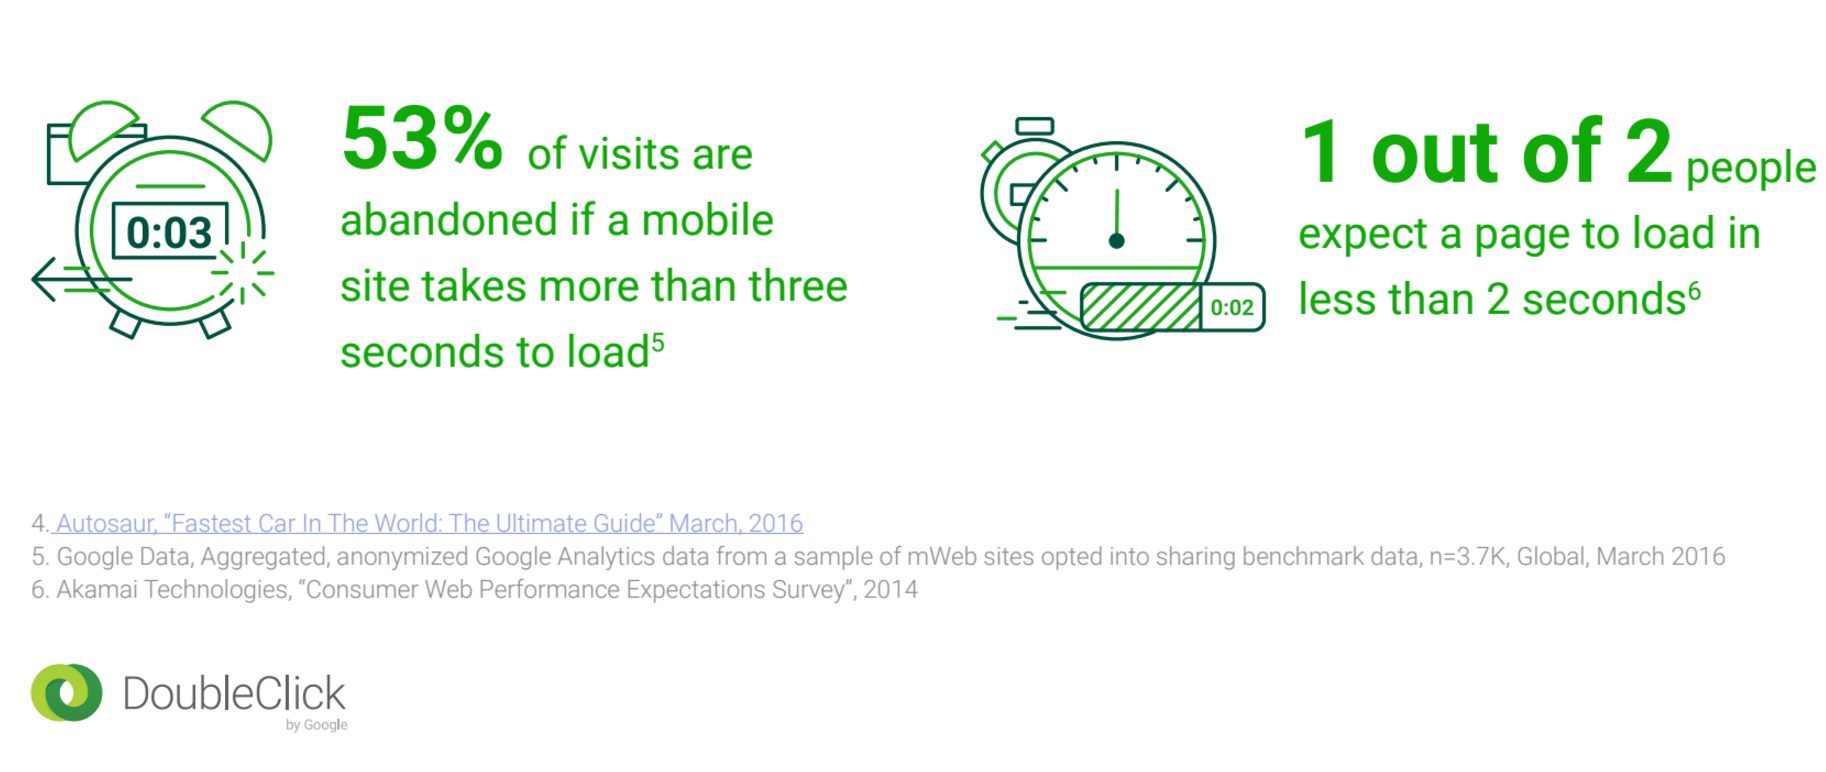 0:03
53% of visits are
abandoned if a mobile
site takes more than three
seconds to load⁵
0:02
1 out of 2 people
expect a page to load in
less than 2 seconds⁶
4. Autosaur, “Fastest Car In The World: The Ultimate Guide” March, 2016
5. Google Data, Aggregated, anonymized Google Analytics data from a sample of mWeb sites opted into sharing benchmark data, n=3.7K, Global, March 2016
6. Akamai Technologies, “Consumer Web Performance Expectations Survey”, 2014
DoubleClick
by Google